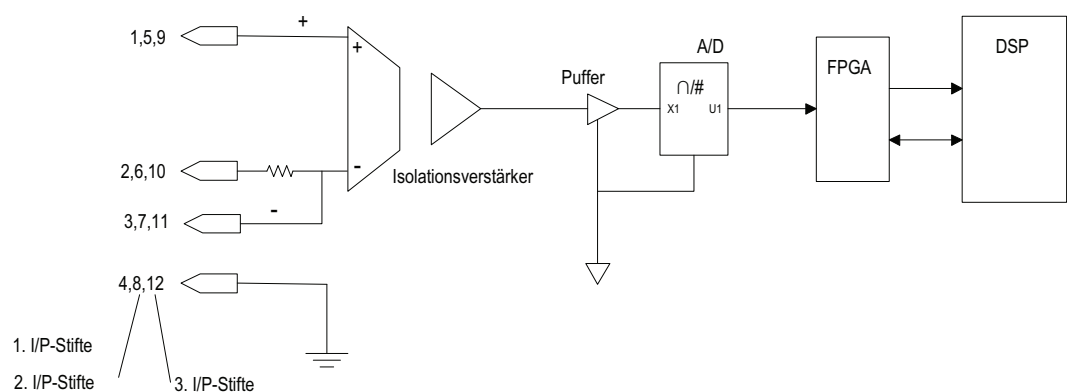 1,5,9
+
+
A/D
DSP
FPGA
Puffer
∩/#
X1
U1
2,6,10
-
Isolationsverstärker
3,7,11
-
4,8,12
1. I/P-Stifte
2. I/P-Stifte
3. I/P-Stifte